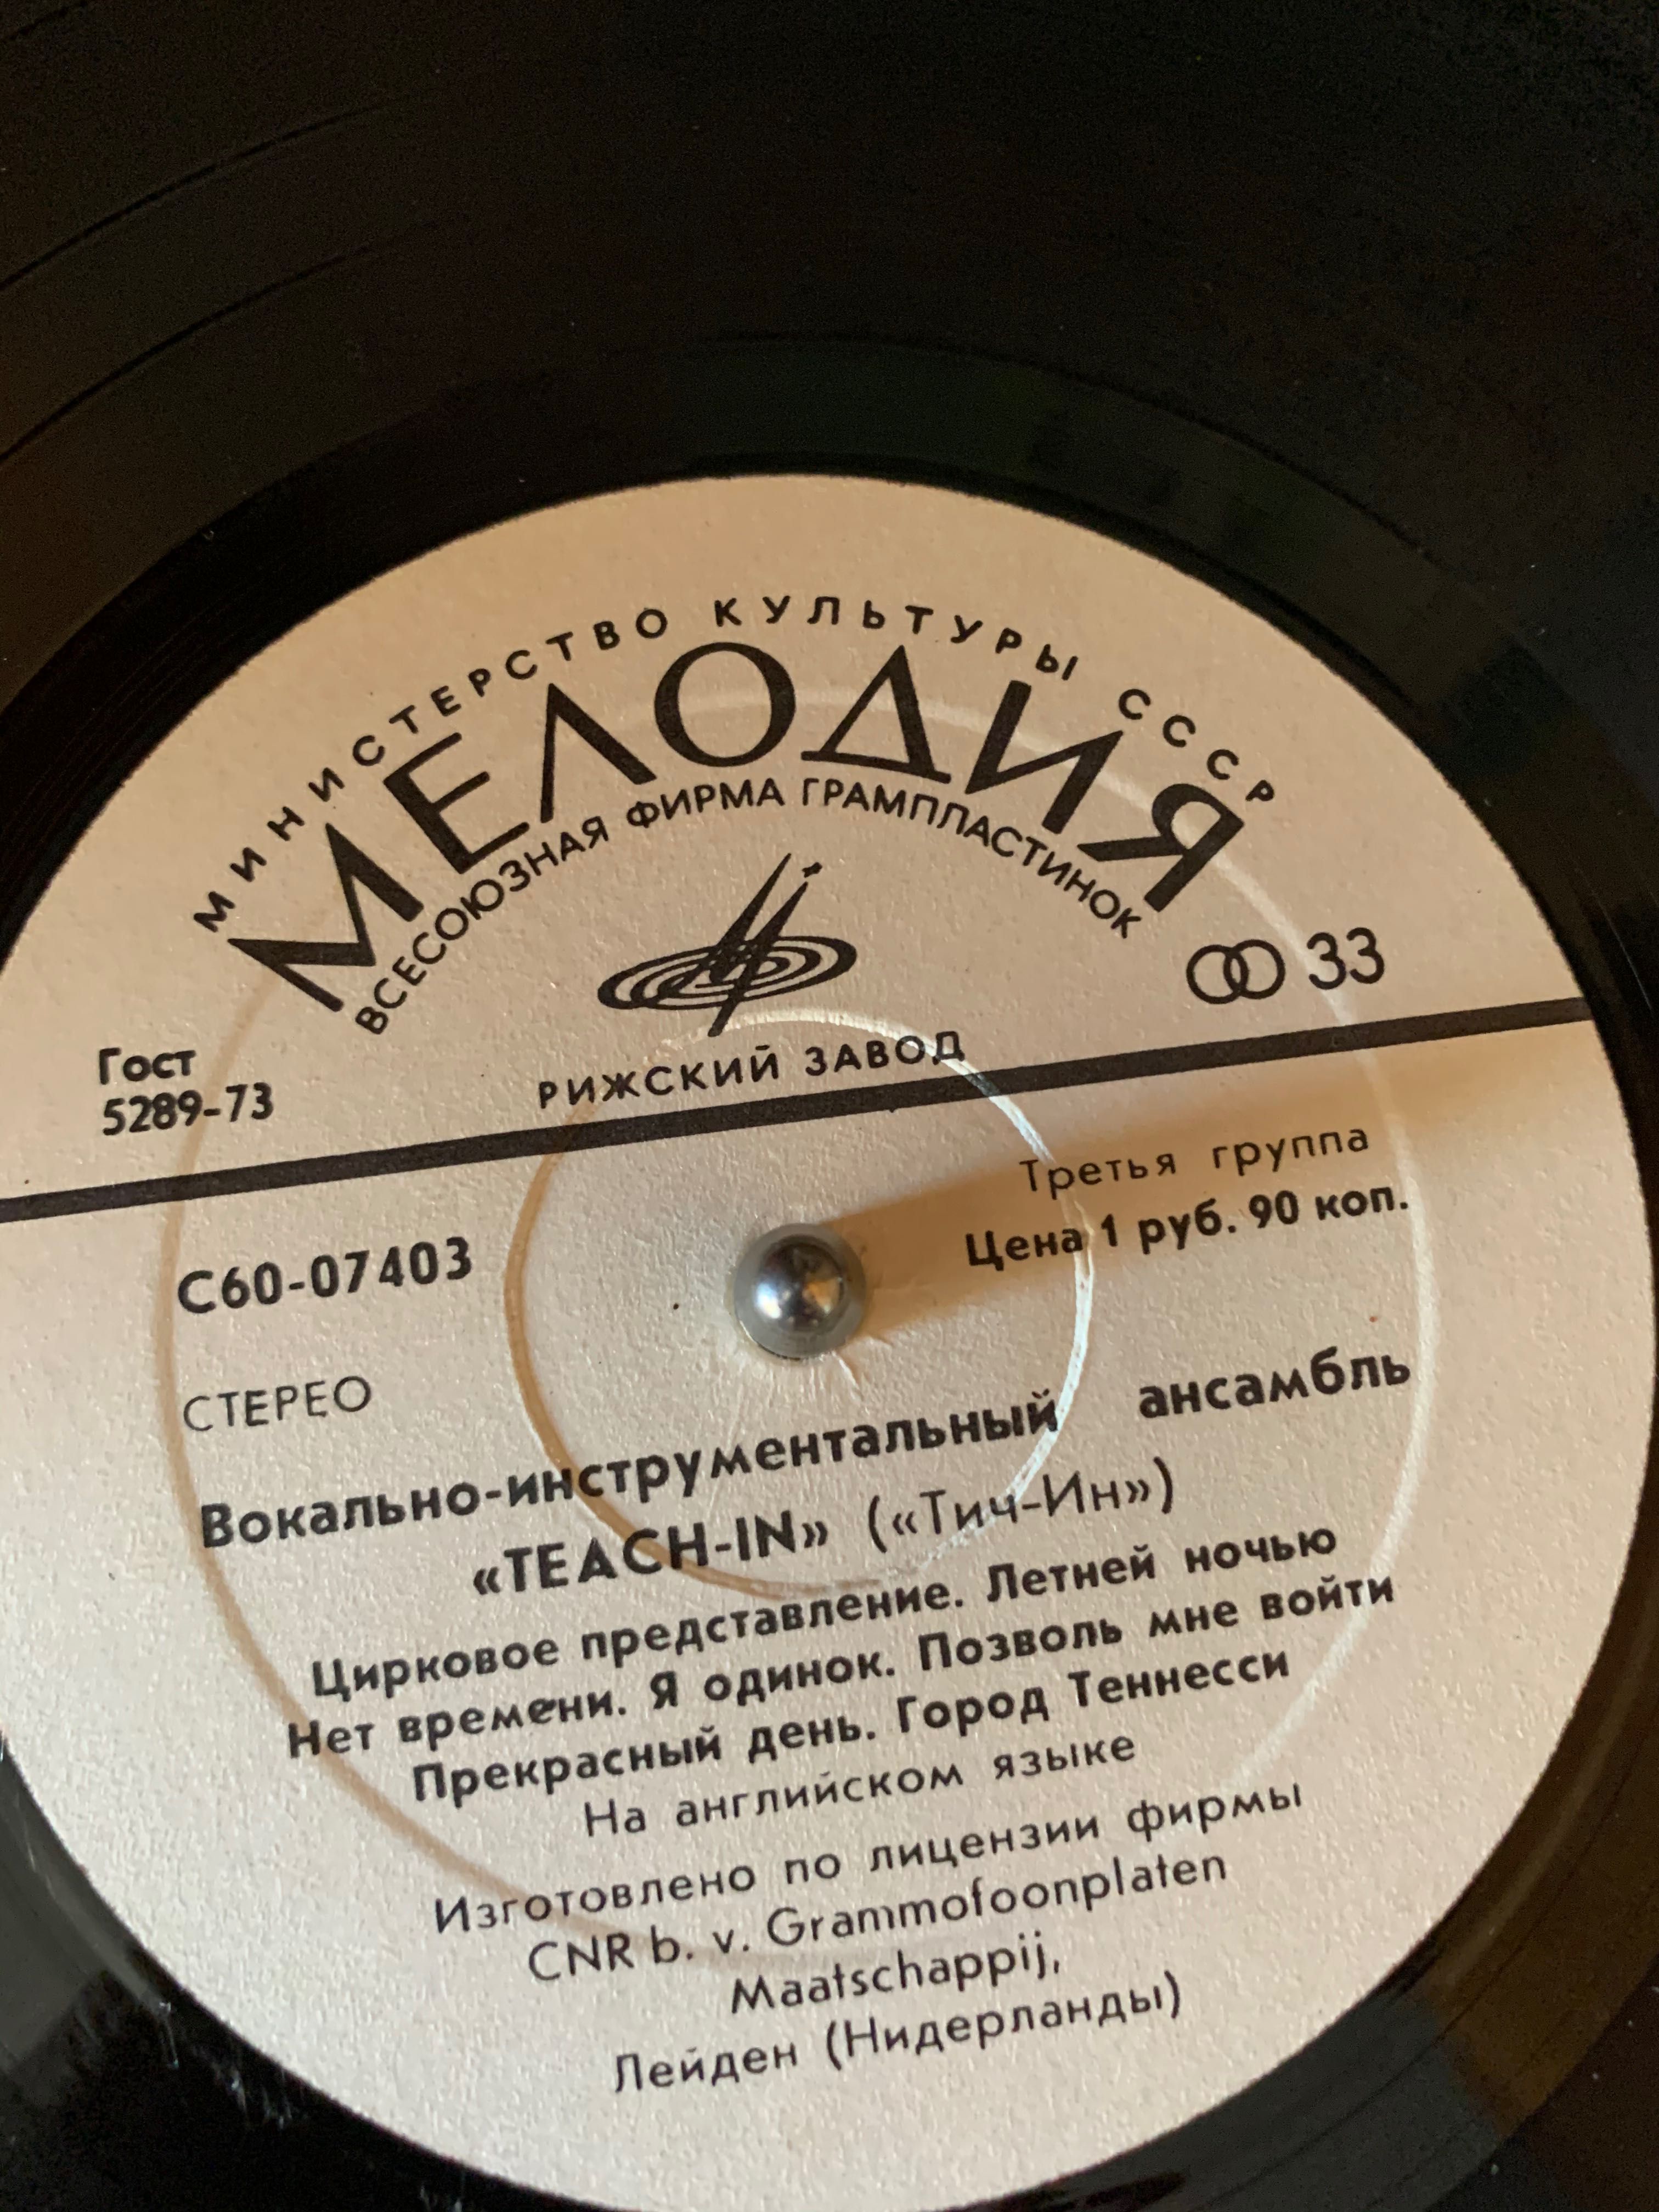 МИНИСТЕРСТВО КУЛЬТУРЫ СССР
МЕЛОДИЯ
ВСЕСОЮЗНАЯ ФИРМА ГРАМПЛАСТИНОК
33
Гост
5289-73
РИЖСКИЙ ЗАВОД
Третья группа
Цена 1 руб. 90 коп.
С60-07403
СТЕРЕО
Вокально-инструментальный ансамбль
«TEACH-IN» («Тич-Ин»)
Цирковое представление. Летней ночью
Нет времени. Я одинок. Позволь мне войти
Прекрасный день. Город Теннесси
На английском языке
Изготовлено по лицензии фирмы
CNR b. v. Grammofoonplaten
Maatschappij,
Лейден (Нидерланды)